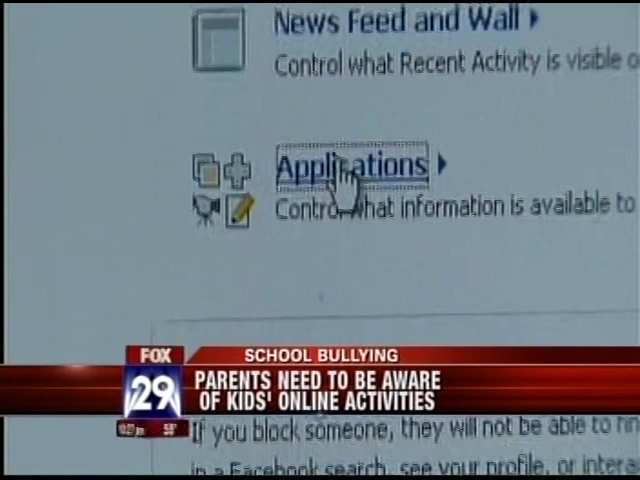 News Feed and Wall
Control what Recent Activity is visible
Applications
Control what information is available to
FOX
29
SCHOOL BULLYING
PARENTS NEED TO BE AWARE
OF KIDS' ONLINE ACTIVITIES
If you block someone, they will not be able to
in a Facebook search, see your profile, or